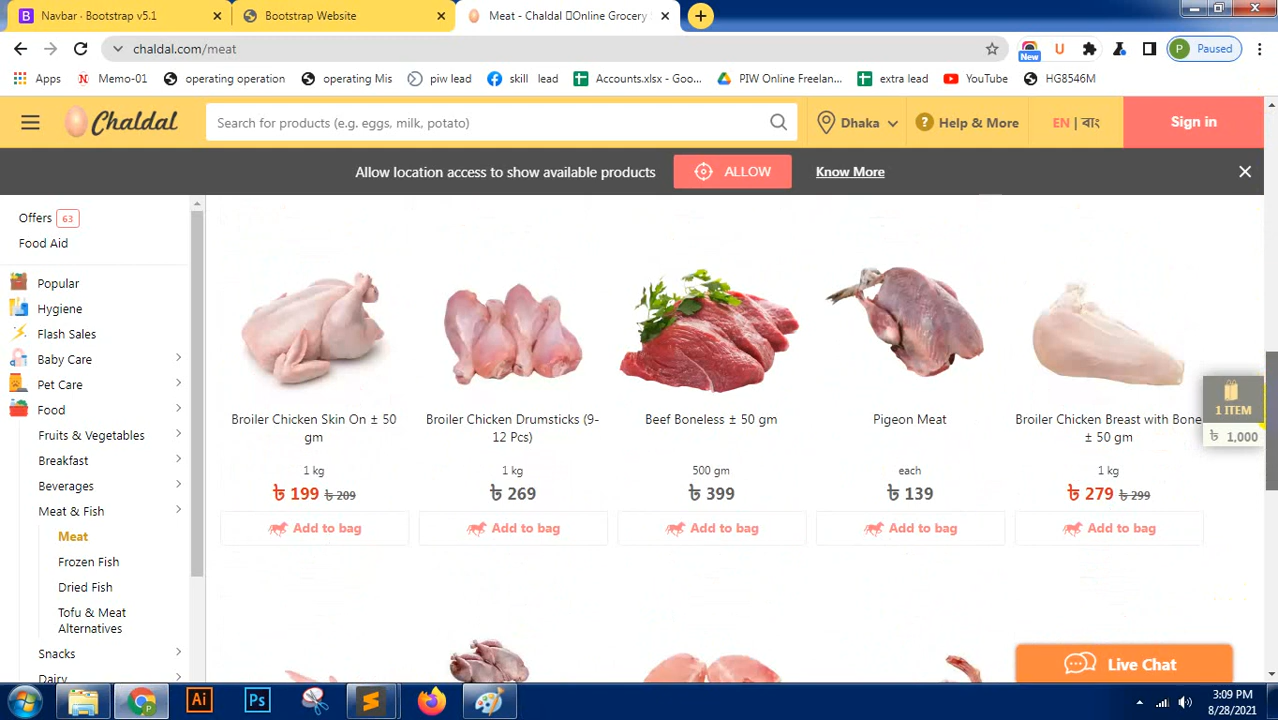 Navbar · Bootstrap v5.1
Bootstrap Website
Meat - Chaldal Online Grocery
chaldal.com/meat
New
U
P Paused
Apps
N Memo-01
operating operation
operating Mis
piw lead
skill lead
Accounts.xlsx - Goo...
PIW Online Freelan...
extra lead
YouTube
HG8546M
Chaldal
Search for products (e.g. eggs, milk, potato)
Dhaka
? Help & More
EN | বাং
Sign in
Allow location access to show available products
ALLOW
Know More
Offers 63
Food Aid
Popular
Hygiene
Flash Sales
Baby Care
Pet Care
Food
Fruits & Vegetables
Breakfast
Beverages
Meat & Fish
Meat
Frozen Fish
Dried Fish
Tofu & Meat
Alternatives
Snacks
Dairy
Broiler Chicken Skin On ± 50
gm
1 kg
৳ 199 ৳ 209
Add to bag
Broiler Chicken Drumsticks (9-
12 Pcs)
1 kg
৳ 269
Add to bag
Beef Boneless ± 50 gm
500 gm
৳ 399
Add to bag
Pigeon Meat
each
৳ 139
Add to bag
Broiler Chicken Breast with Bone
± 50 gm
1 kg
৳ 279 ৳ 299
Add to bag
1 ITEM
৳ 1,000
Live Chat
Ai
Ps
3:09 PM
8/28/2021